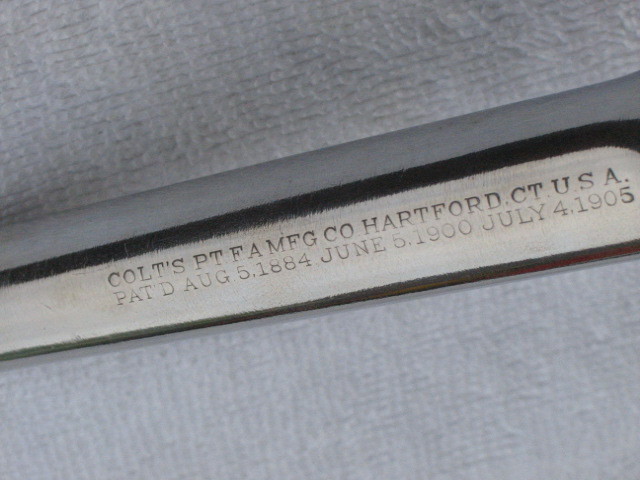 COLT'S PT. F.A.MFG CO. HARTFORD. CT. U.S.A.
PAT'D AUG 5.1884 JUNE 5.1900 JULY 4.1905